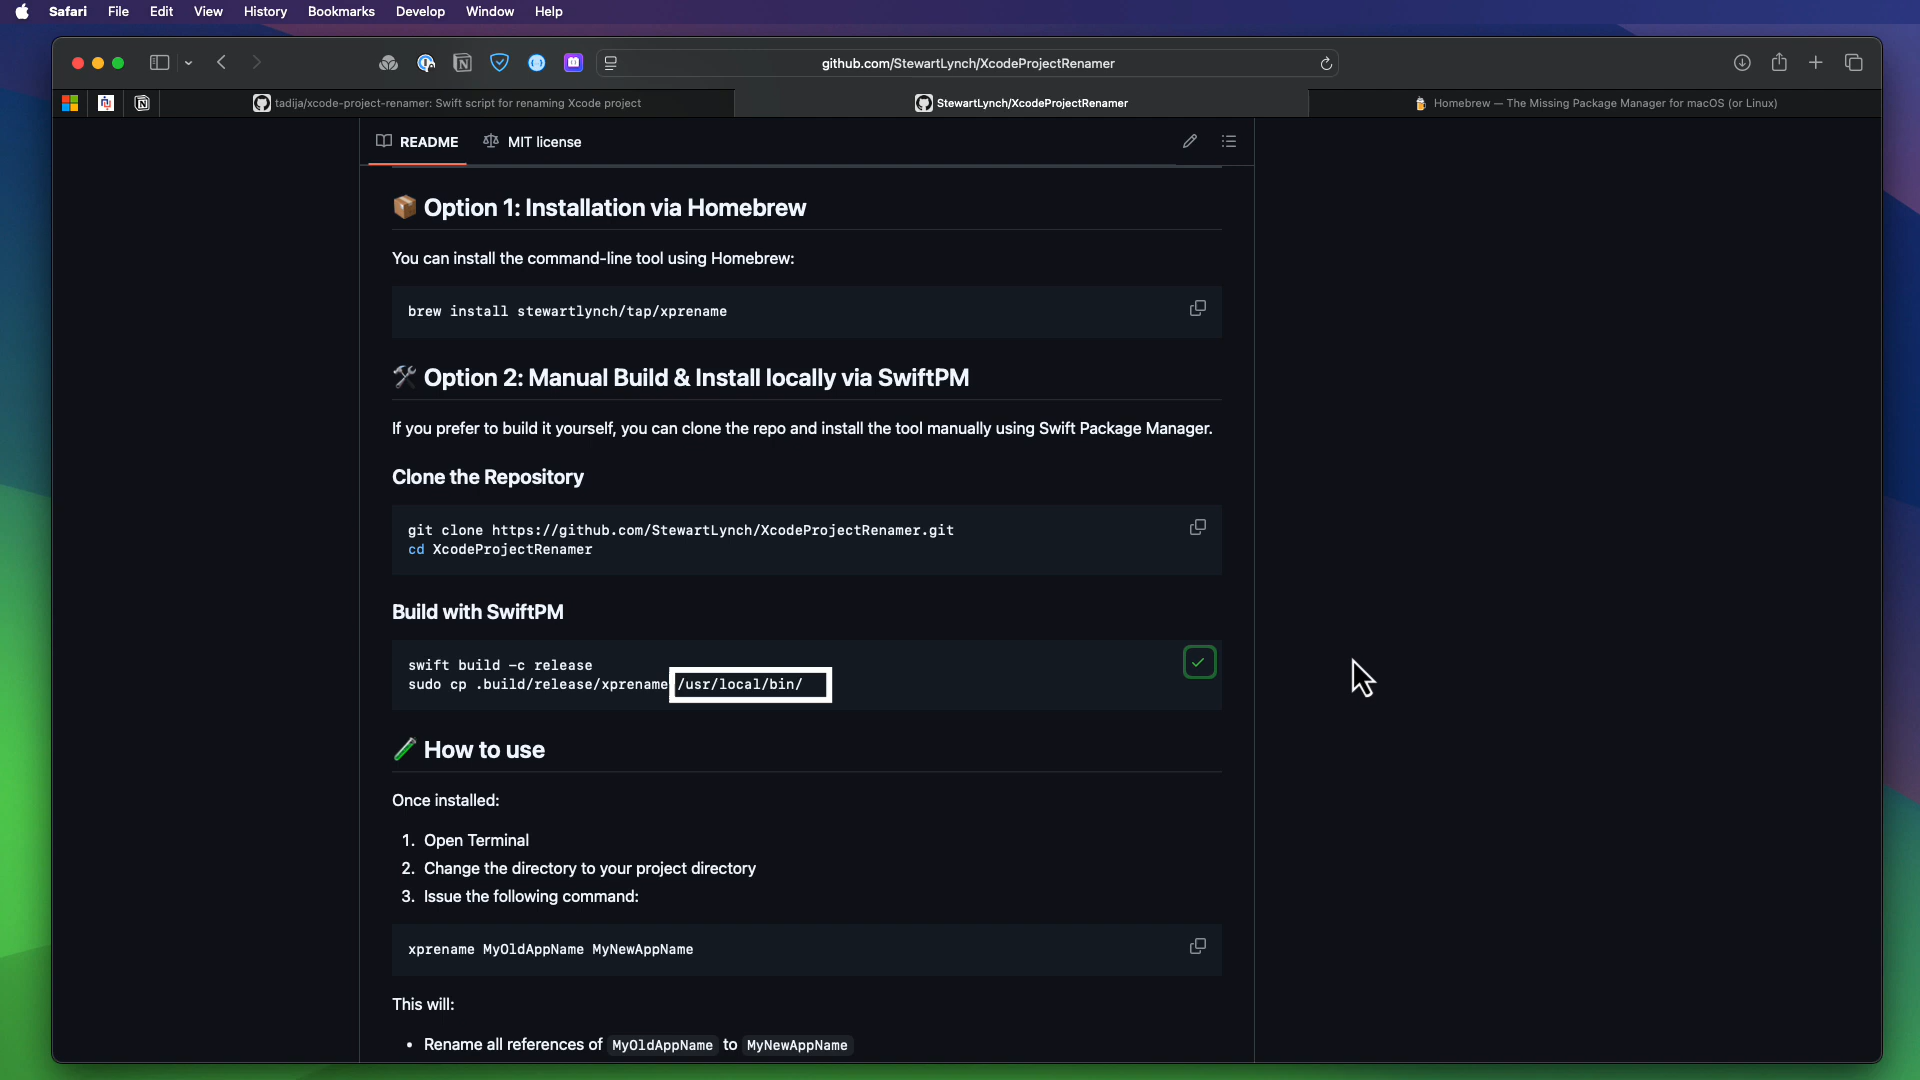 Safari File Edit View History Bookmarks Develop Window Help
github.com/StewartLynch/XcodeProjectRenamer
tadija/xcode-project-renamer: Swift script for renaming Xcode project
StewartLynch/XcodeProjectRenamer
Homebrew — The Missing Package Manager for macOS (or Linux)
README MIT license
📦 Option 1: Installation via Homebrew
You can install the command-line tool using Homebrew:
brew install stewartlynch/tap/xprename
🛠️ Option 2: Manual Build & Install locally via SwiftPM
If you prefer to build it yourself, you can clone the repo and install the tool manually using Swift Package Manager.
Clone the Repository
git clone https://github.com/StewartLynch/XcodeProjectRenamer.git
cd XcodeProjectRenamer
Build with SwiftPM
swift build -c release
sudo cp .build/release/xprename /usr/local/bin/
🧪 How to use
Once installed:
1. Open Terminal
2. Change the directory to your project directory
3. Issue the following command:
xprename MyOldAppName MyNewAppName
This will:
• Rename all references of MyOldAppName to MyNewAppName